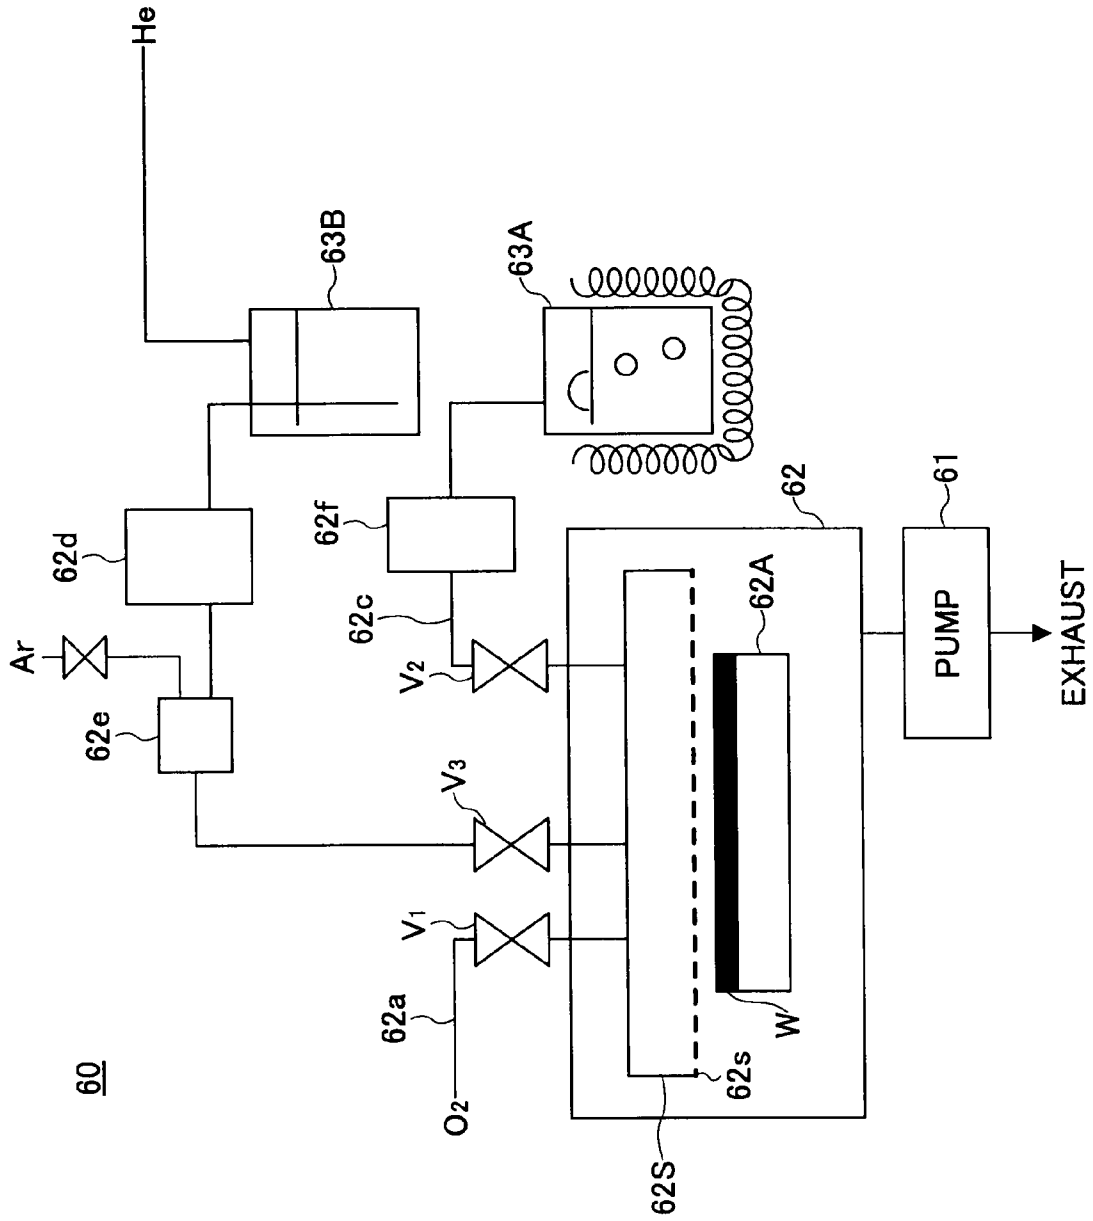 60
He
Ar
62e
62d
63B
62f
62c
63A
V3
V2
V1
62a
O2
62
62A
62S
62s
W
61
PUMP
EXHAUST